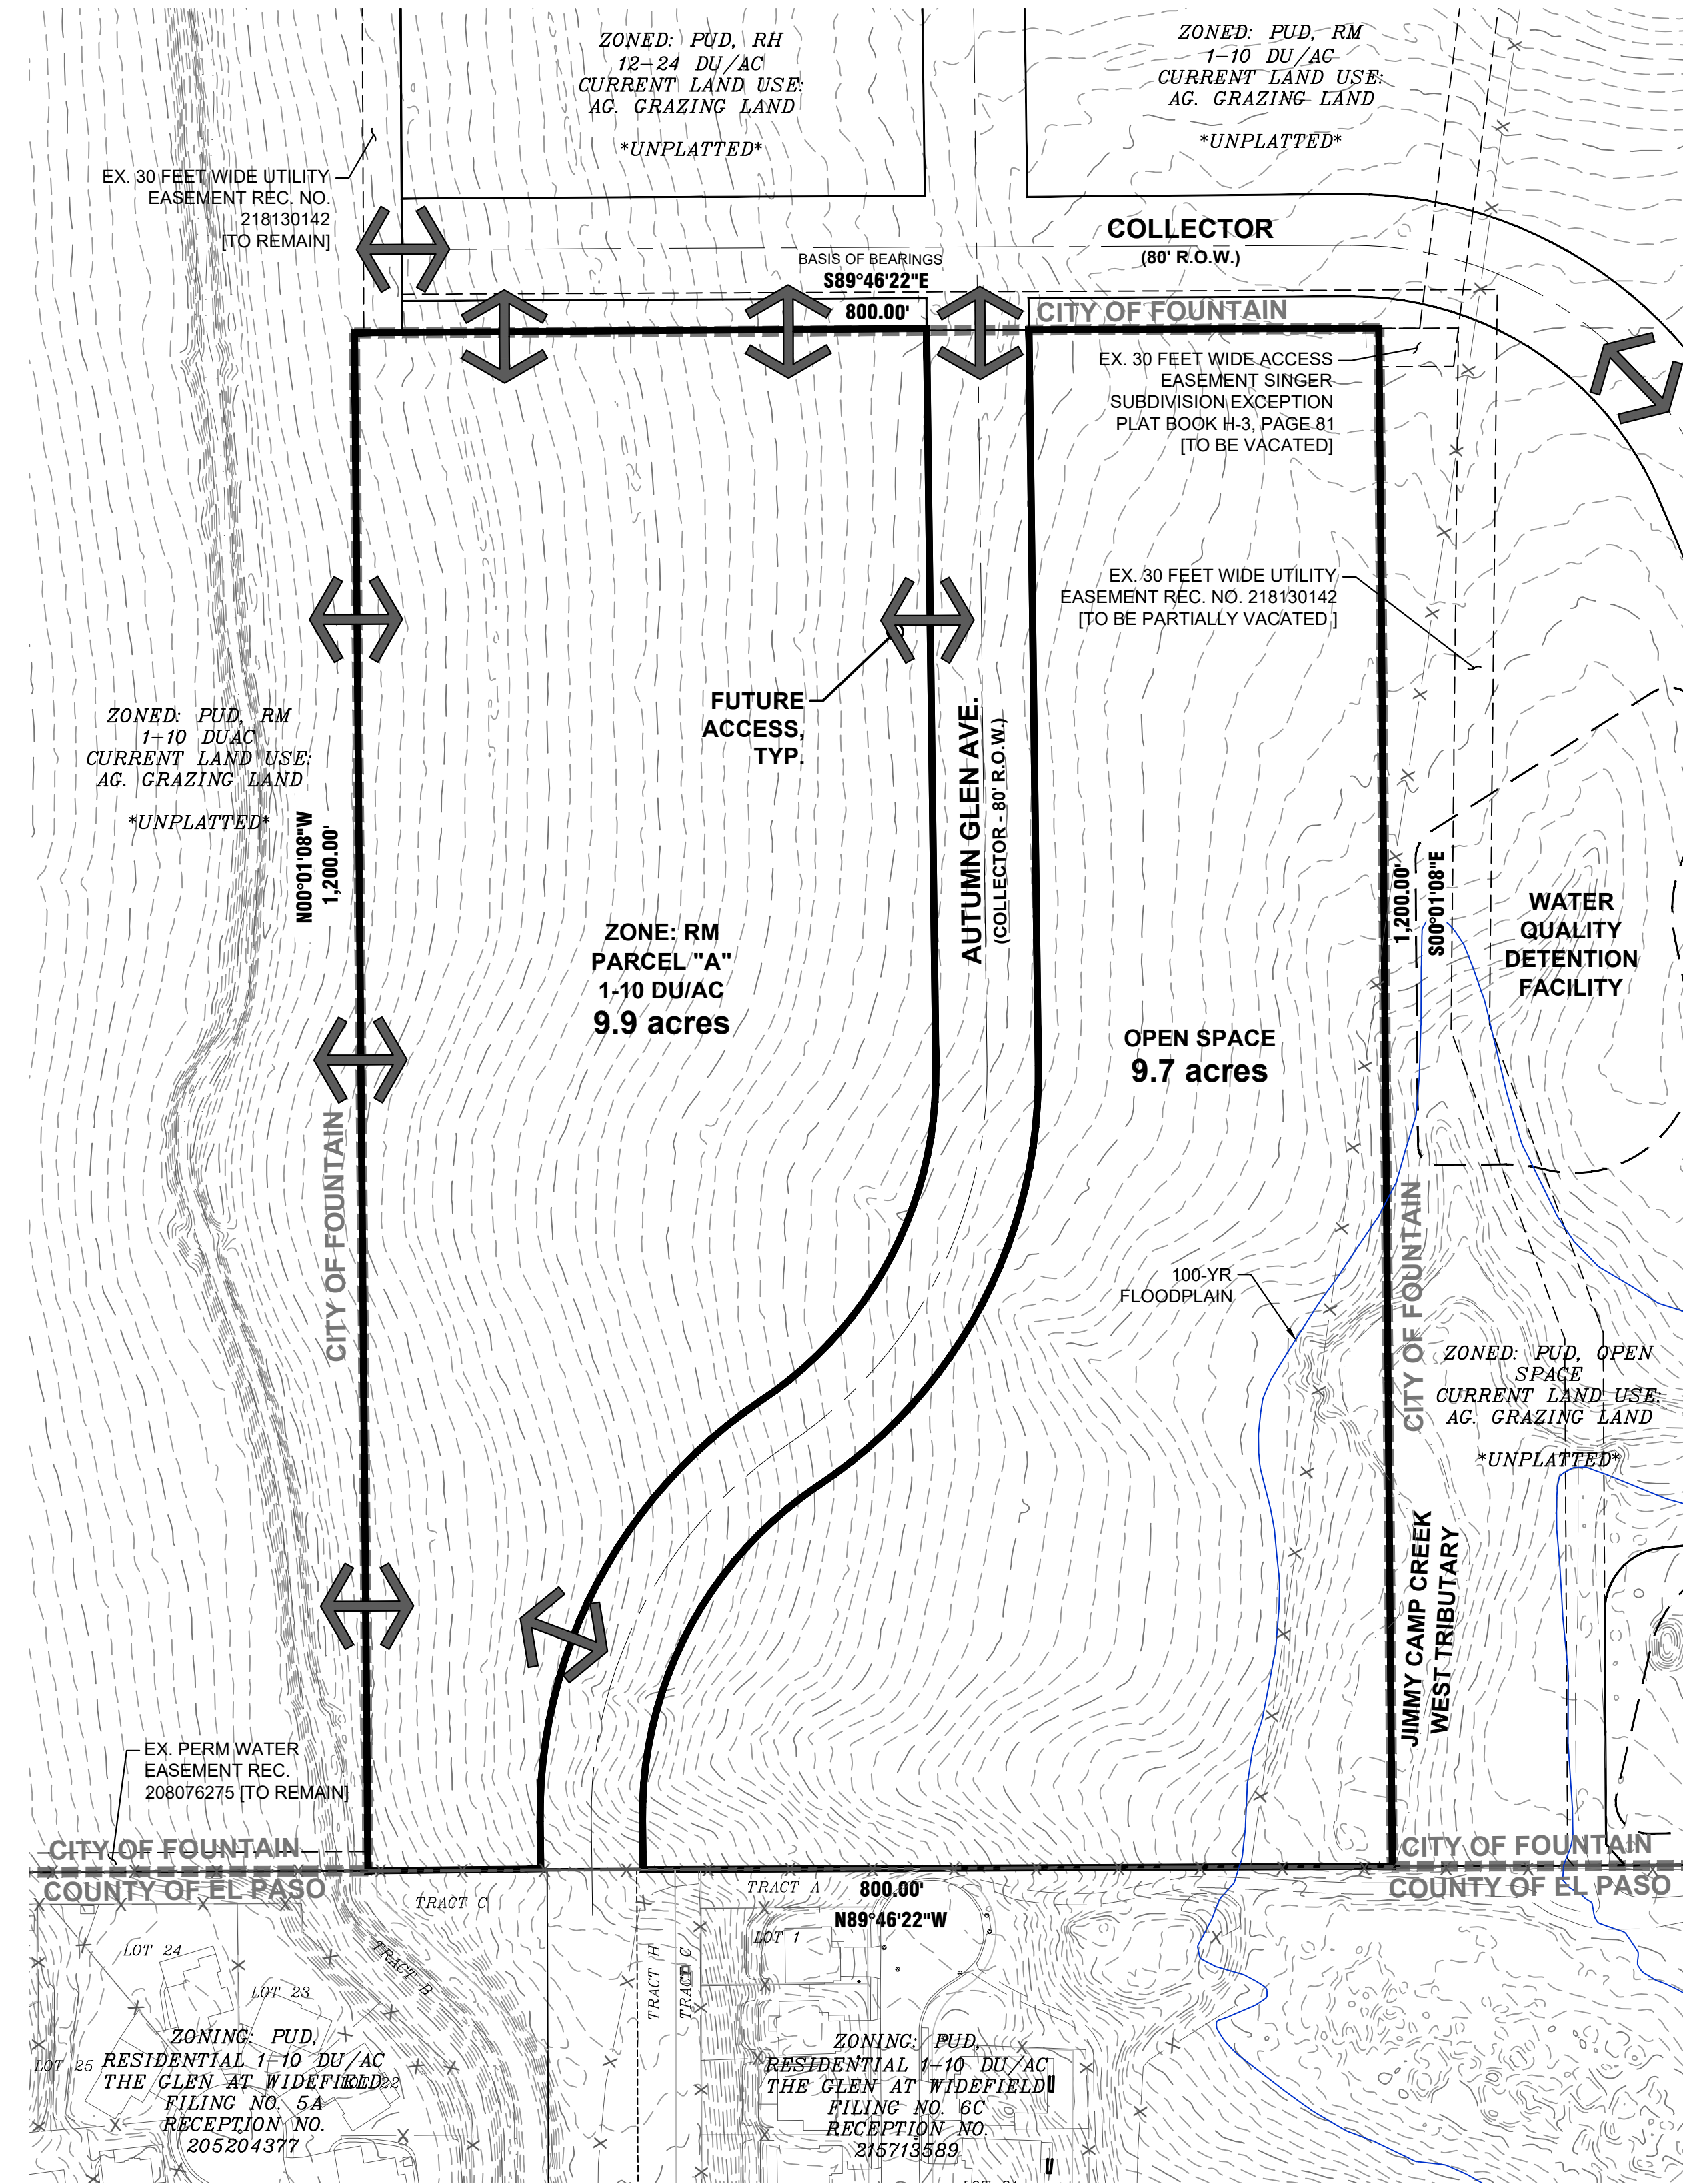 ZONED: PUD, RH
12-24 DU/AC
CURRENT LAND USE:
AG. GRAZING LAND
*UNPLATTED*
ZONED: PUD, RM
1-10 DU/AC
CURRENT LAND USE:
AG. GRAZING LAND
*UNPLATTED*
EX. 30 FEET WIDE UTILITY
EASEMENT REC. NO.
218130142
[TO REMAIN]
COLLECTOR
(80' R.O.W.)
BASIS OF BEARINGS
S89°46'22"E
800.00'
CITY OF FOUNTAIN
EX. 30 FEET WIDE ACCESS
EASEMENT SINGER
SUBDIVISION EXCEPTION
PLAT BOOK H-3, PAGE 81
[TO BE VACATED]
EX. 30 FEET WIDE UTILITY
EASEMENT REC. NO. 218130142
[TO BE PARTIALLY VACATED ]
FUTURE
ACCESS,
TYP.
AUTUMN GLEN AVE.
(COLLECTOR - 80' R.O.W.)
ZONED: PUD, RM
1-10 DUAC
CURRENT LAND USE:
AG. GRAZING LAND
*UNPLATTED*
N00°01'08"W
1,200.00'
1,200.00'
S00°01'08"E
WATER
QUALITY
DETENTION
FACILITY
ZONE: RM
PARCEL "A"
1-10 DU/AC
9.9 acres
OPEN SPACE
9.7 acres
CITY OF FOUNTAIN
CITY OF FOUNTAIN
100-YR
FLOODPLAIN
ZONED: PUD, OPEN
SPACE
CURRENT LAND USE:
AG. GRAZING LAND
*UNPLATTED*
JIMMY CAMP CREEK
WEST TRIBUTARY
EX. PERM WATER
EASEMENT REC.
208076275 [TO REMAIN]
CITY OF FOUNTAIN
COUNTY OF EL PASO
CITY OF FOUNTAIN
COUNTY OF EL PASO
TRACT C
TRACT A
800.00'
N89°46'22"W
LOT 24
TRACT B
LOT 23
TRACT H
TRACT C
LOT 1
LOT 25
ZONING: PUD,
RESIDENTIAL 1-10 DU/AC
THE GLEN AT WIDEFIELD
FILING NO. 5A
RECEPTION NO.
205204377
22
ZONING: PUD,
RESIDENTIAL 1-10 DU/AC
THE GLEN AT WIDEFIELD
FILING NO. 6C
RECEPTION NO.
215713589